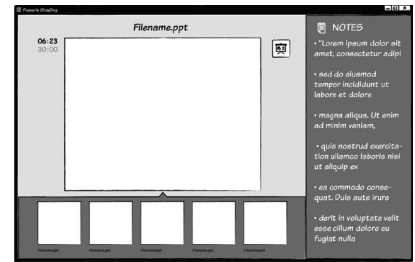 Filename.ppt
06:23
30:00
NOTES
• "Lorem ipsum dolor sit
amet, consectetur adipi
• sed do eiusmod
tempor incididunt ut
labore et dolore
• magna aliqua. Ut enim
ad minim veniam,
• quis nostrud exercita-
tion ullamco laboris nisi
ut aliquip ex
• ea commodo conse-
quat. Duis aute irure
• derit in voluptate velit
esse cillum dolore eu
fugiat nulla